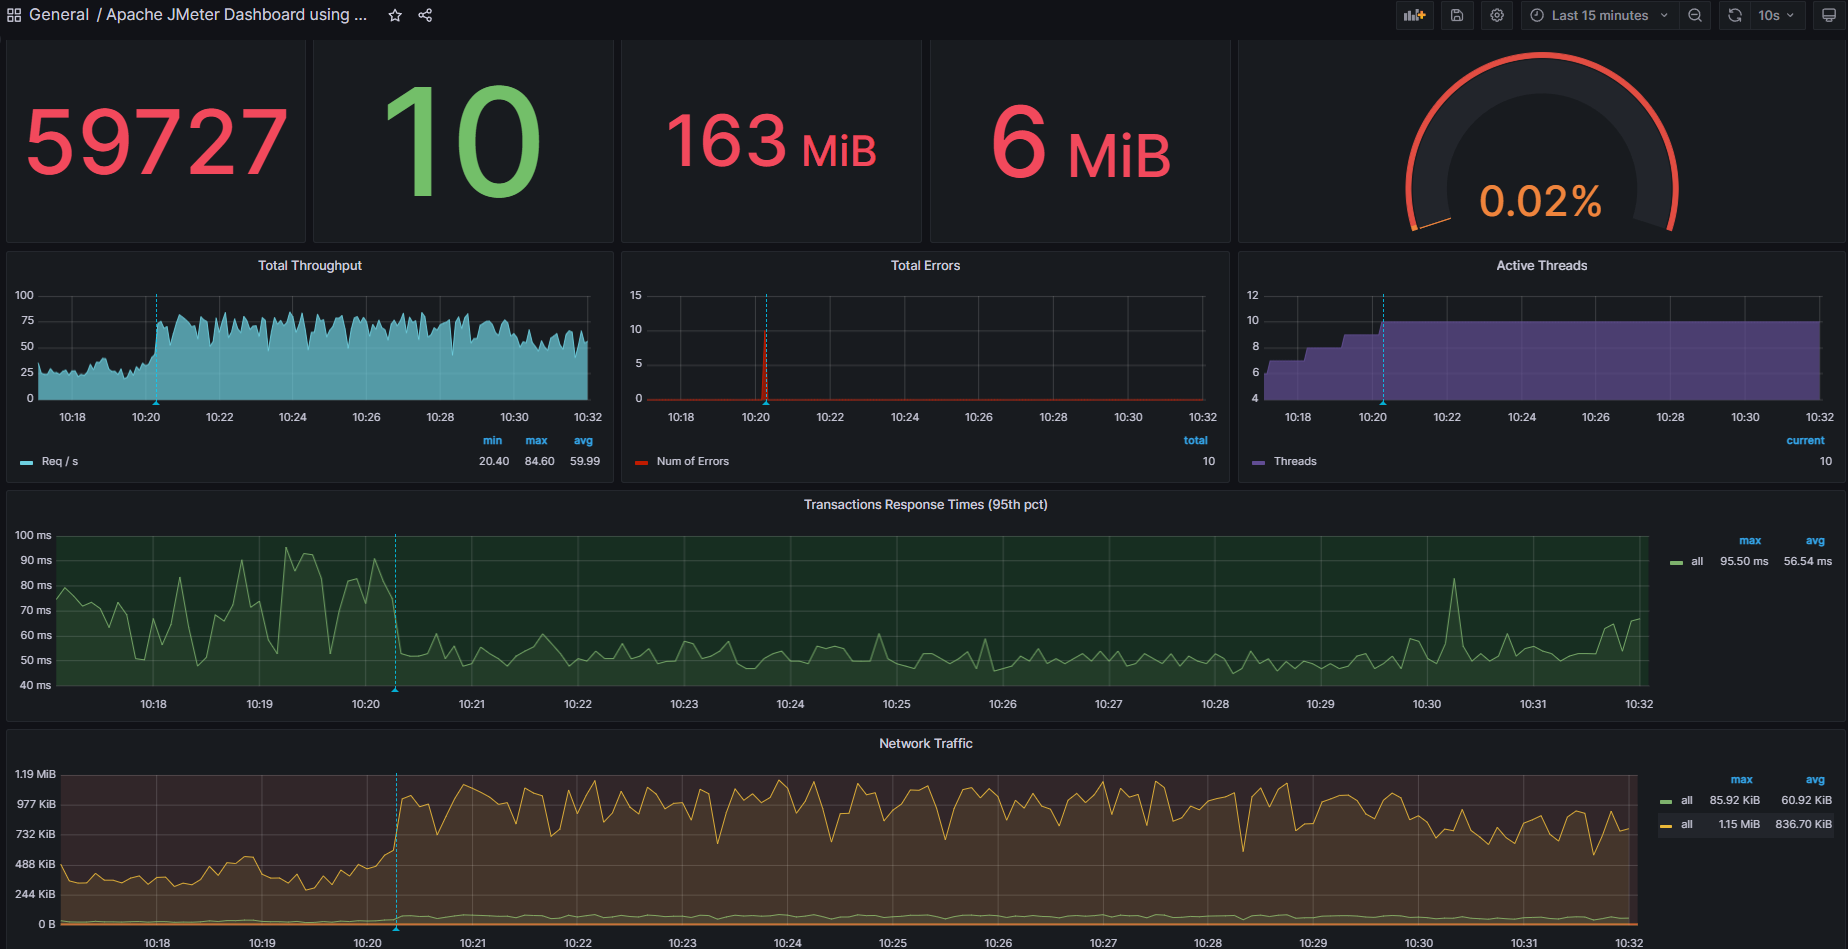 General / Apache JMeter Dashboard using ...
Last 15 minutes
10s
59727
10
163 MiB
6 MiB
0.02%
Total Throughput
100
75
50
25
0
10:18 10:20 10:22 10:24 10:26 10:28 10:30 10:32
min max avg
Req / s 20.40 84.60 59.99
Total Errors
15
10
5
0
10:18 10:20 10:22 10:24 10:26 10:28 10:30 10:32
total
Num of Errors 10
Active Threads
12
10
8
6
4
10:18 10:20 10:22 10:24 10:26 10:28 10:30 10:32
current
Threads 10
Transactions Response Times (95th pct)
100 ms
90 ms
80 ms
70 ms
60 ms
50 ms
40 ms
10:18 10:19 10:20 10:21 10:22 10:23 10:24 10:25 10:26 10:27 10:28 10:29 10:30 10:31 10:32
max avg
all 95.50 ms 56.54 ms
Network Traffic
1.19 MiB
977 KiB
732 KiB
488 KiB
244 KiB
0 B
10:18 10:19 10:20 10:21 10:22 10:23 10:24 10:25 10:26 10:27 10:28 10:29 10:30 10:31 10:32
max avg
all 85.92 KiB 60.92 KiB
all 1.15 MiB 836.70 KiB